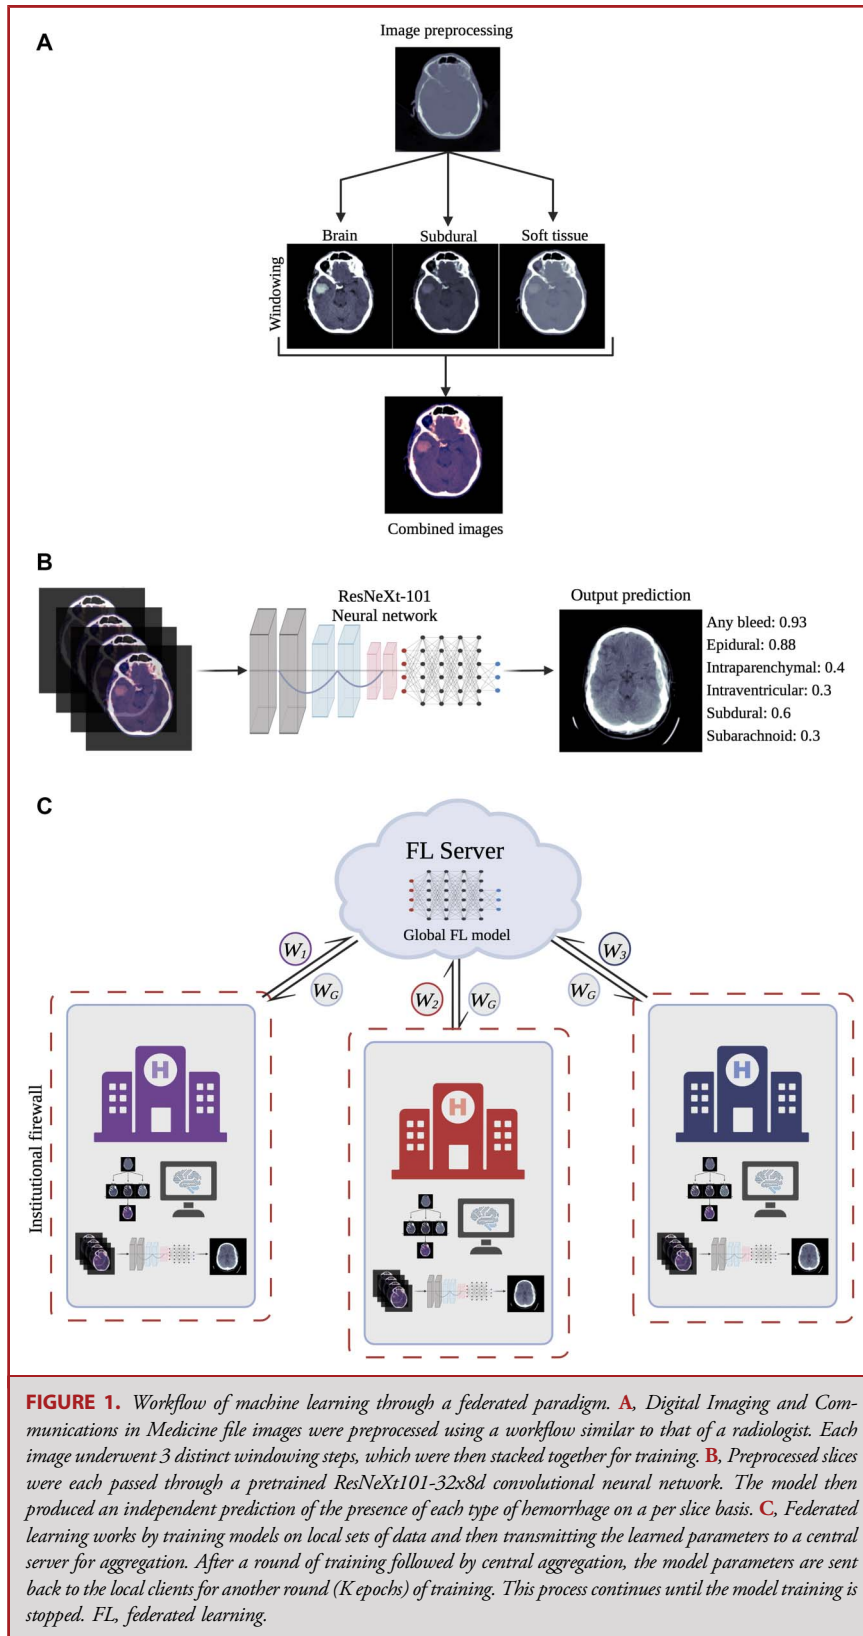 A
Image preprocessing
Brain
Subdural
Soft tissue
Windowing
Combined images
B
ResNeXt-101
Neural network
Output prediction
Any bleed: 0.93
Epidural: 0.88
Intraparenchymal: 0.4
Intraventricular: 0.3
Subdural: 0.6
Subarachnoid: 0.3
C
FL Server
Global FL model
W1
WG
W2
WG
W3
WG
Institutional firewall
H
H
H
FIGURE 1. Workflow of machine learning through a federated paradigm. A, Digital Imaging and Com-
munications in Medicine file images were preprocessed using a workflow similar to that of a radiologist. Each
image underwent 3 distinct windowing steps, which were then stacked together for training. B, Preprocessed slices
were each passed through a pretrained ResNeXt101-32x8d convolutional neural network. The model then
produced an independent prediction of the presence of each type of hemorrhage on a per slice basis. C, Federated
learning works by training models on local sets of data and then transmitting the learned parameters to a central
server for aggregation. After a round of training followed by central aggregation, the model parameters are sent
back to the local clients for another round (K epochs) of training. This process continues until the model training is
stopped. FL, federated learning.